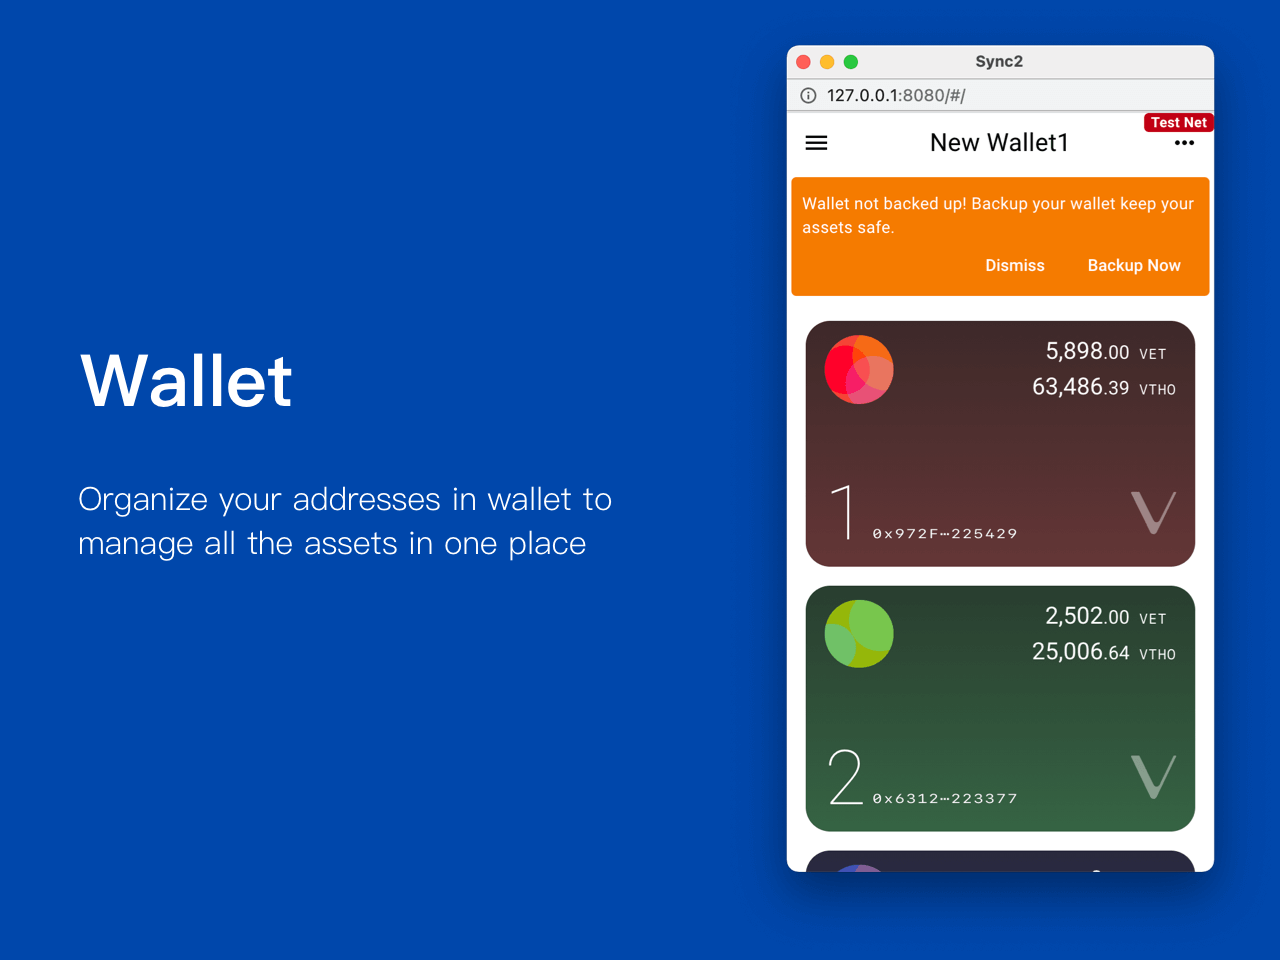 Wallet
Organize your addresses in wallet to
manage all the assets in one place
Sync2
127.0.0.1:8080/#/
Test Net
New Wallet1
Wallet not backed up! Backup your wallet keep your
assets safe.
Dismiss Backup Now
5,898.00 VET
63,486.39 VTHO
1 0x972F…225429
2,502.00 VET
25,006.64 VTHO
2 0x6312…223377